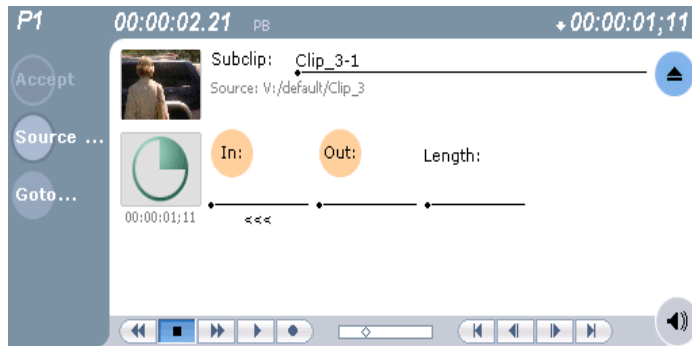 P1 00:00:02.21 PB 00:00:01;11
Accept
Source ...
Goto...
Subclip: Clip_3-1
Source: V:/default/Clip_3
In: Out: Length:
00:00:01;11 <<<